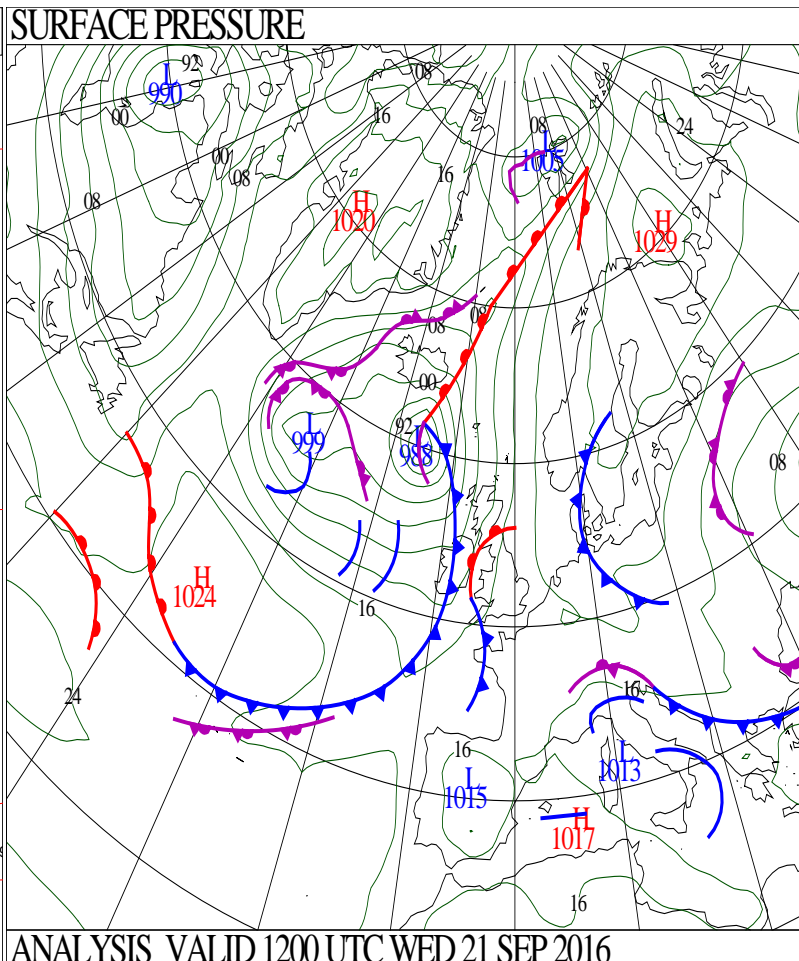 SURFACE PRESSURE
92
L
990
08
00
16
08
24
L
1005
00
08
16
08
H
1020
H
1029
08
08
00
L
999
92
L
988
08
H
1024
16
24
16
16
L
1013
L
1015
H
1017
16
ANALYSIS VALID 1200 UTC WED 21 SEP 2016